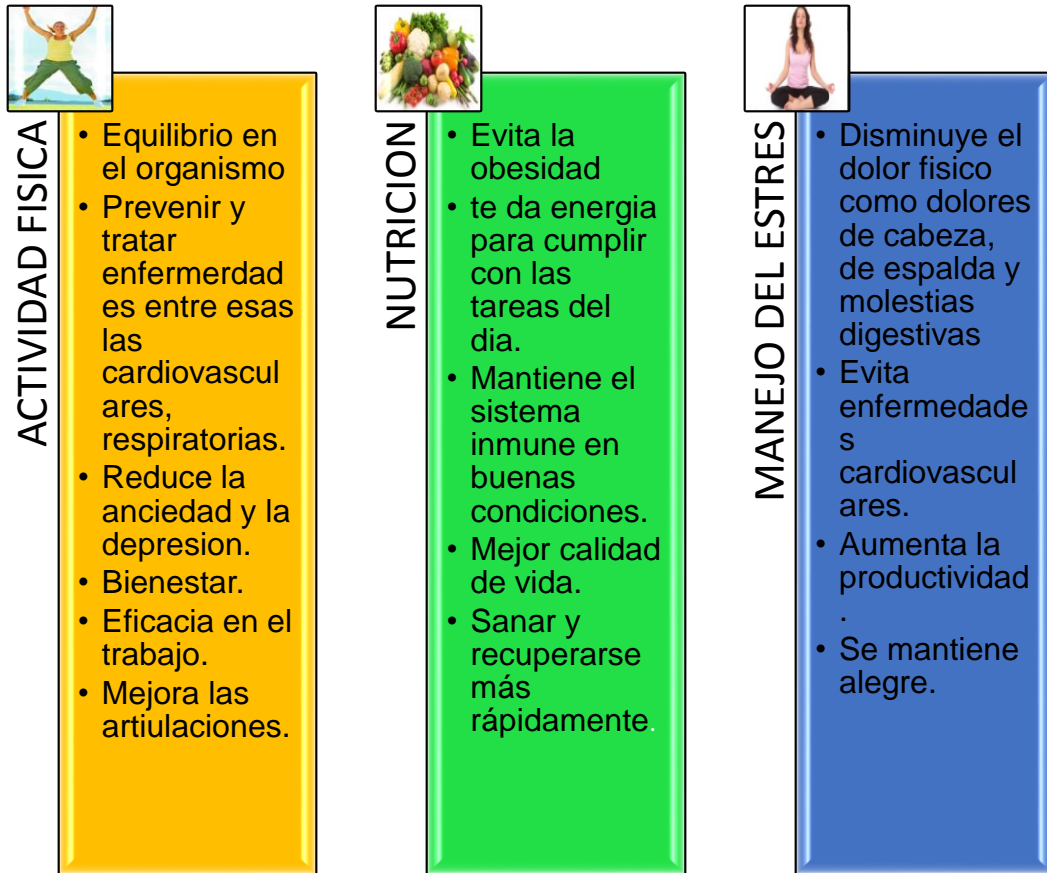 ACTIVIDAD FISICA
• Equilibrio en
el organismo
• Prevenir y
tratar
enfermerdad
es entre esas
las
cardiovascul
ares,
respiratorias.
• Reduce la
anciedad y la
depresion.
• Bienestar.
• Eficacia en el
trabajo.
• Mejora las
artiulaciones.
NUTRICION
• Evita la
obesidad
• te da energia
para cumplir
con las
tareas del
dia.
• Mantiene el
sistema
inmune en
buenas
condiciones.
• Mejor calidad
de vida.
• Sanar y
recuperarse
más
rápidamente.
MANEJO DEL ESTRES
• Disminuye el
dolor fisico
como dolores
de cabeza,
de espalda y
molestias
digestivas
• Evita
enfermedade
s
cardiovascul
ares.
• Aumenta la
productividad
.
• Se mantiene
alegre.